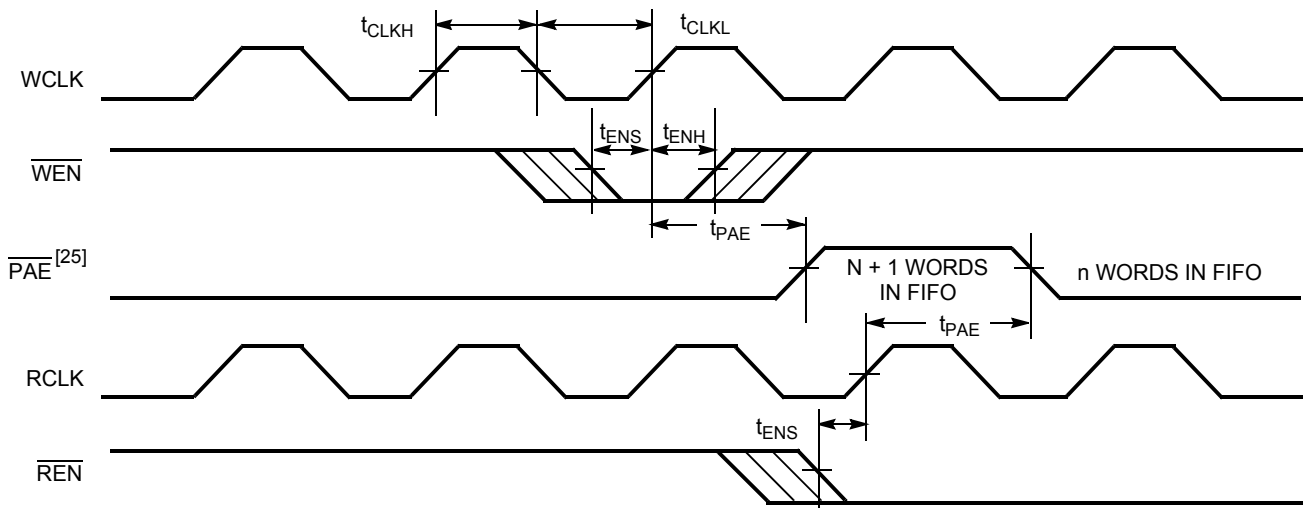 tCLKH
tCLKL
WCLK
tENS
tENH
WEN
tPAE
PAE [25]
N + 1 WORDS
IN FIFO
n WORDS IN FIFO
tPAE
RCLK
tENS
REN